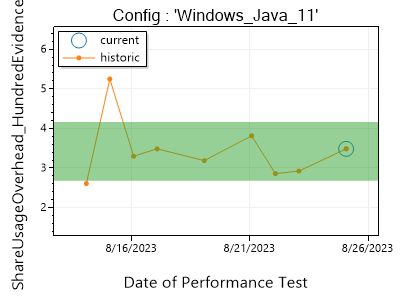 Config : 'Windows_Java_11'
ShareUsageOverhead_HundredEvidence
current
historic
6
5
4
3
2
8/16/2023
8/21/2023
8/26/2023
Date of Performance Test